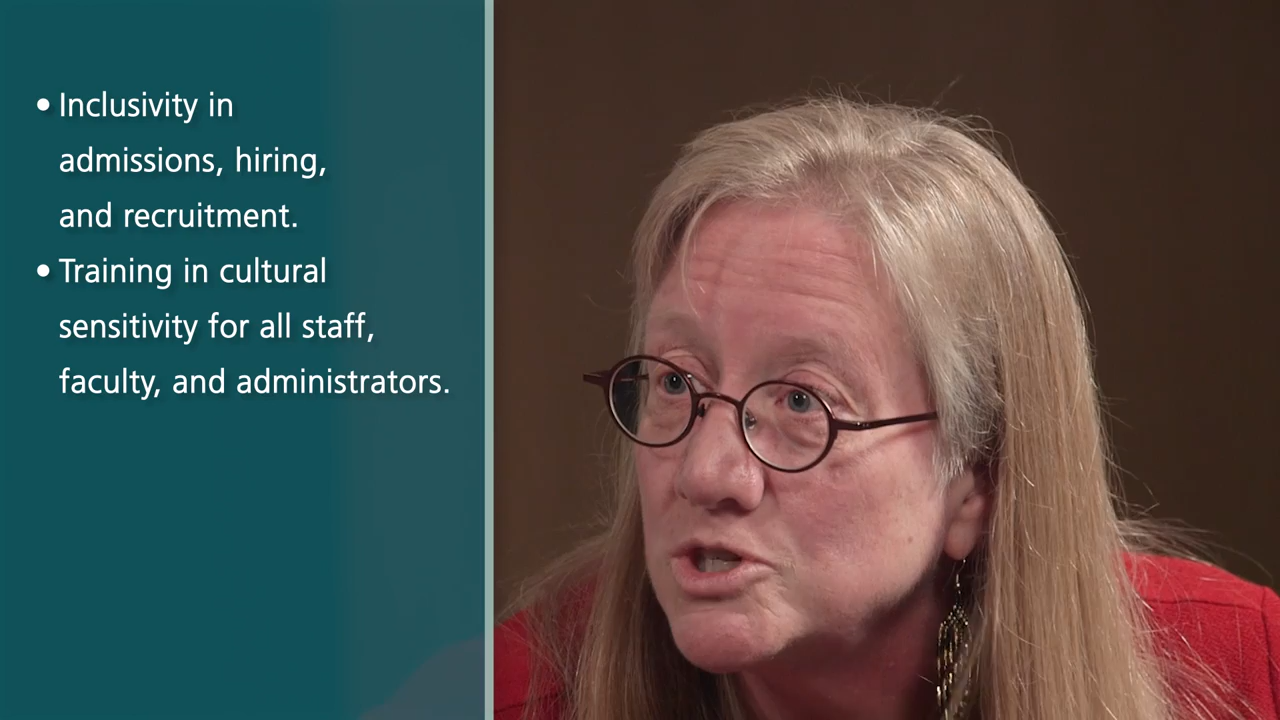 • Inclusivity in
admissions, hiring,
and recruitment.
• Training in cultural
sensitivity for all staff,
faculty, and administrators.